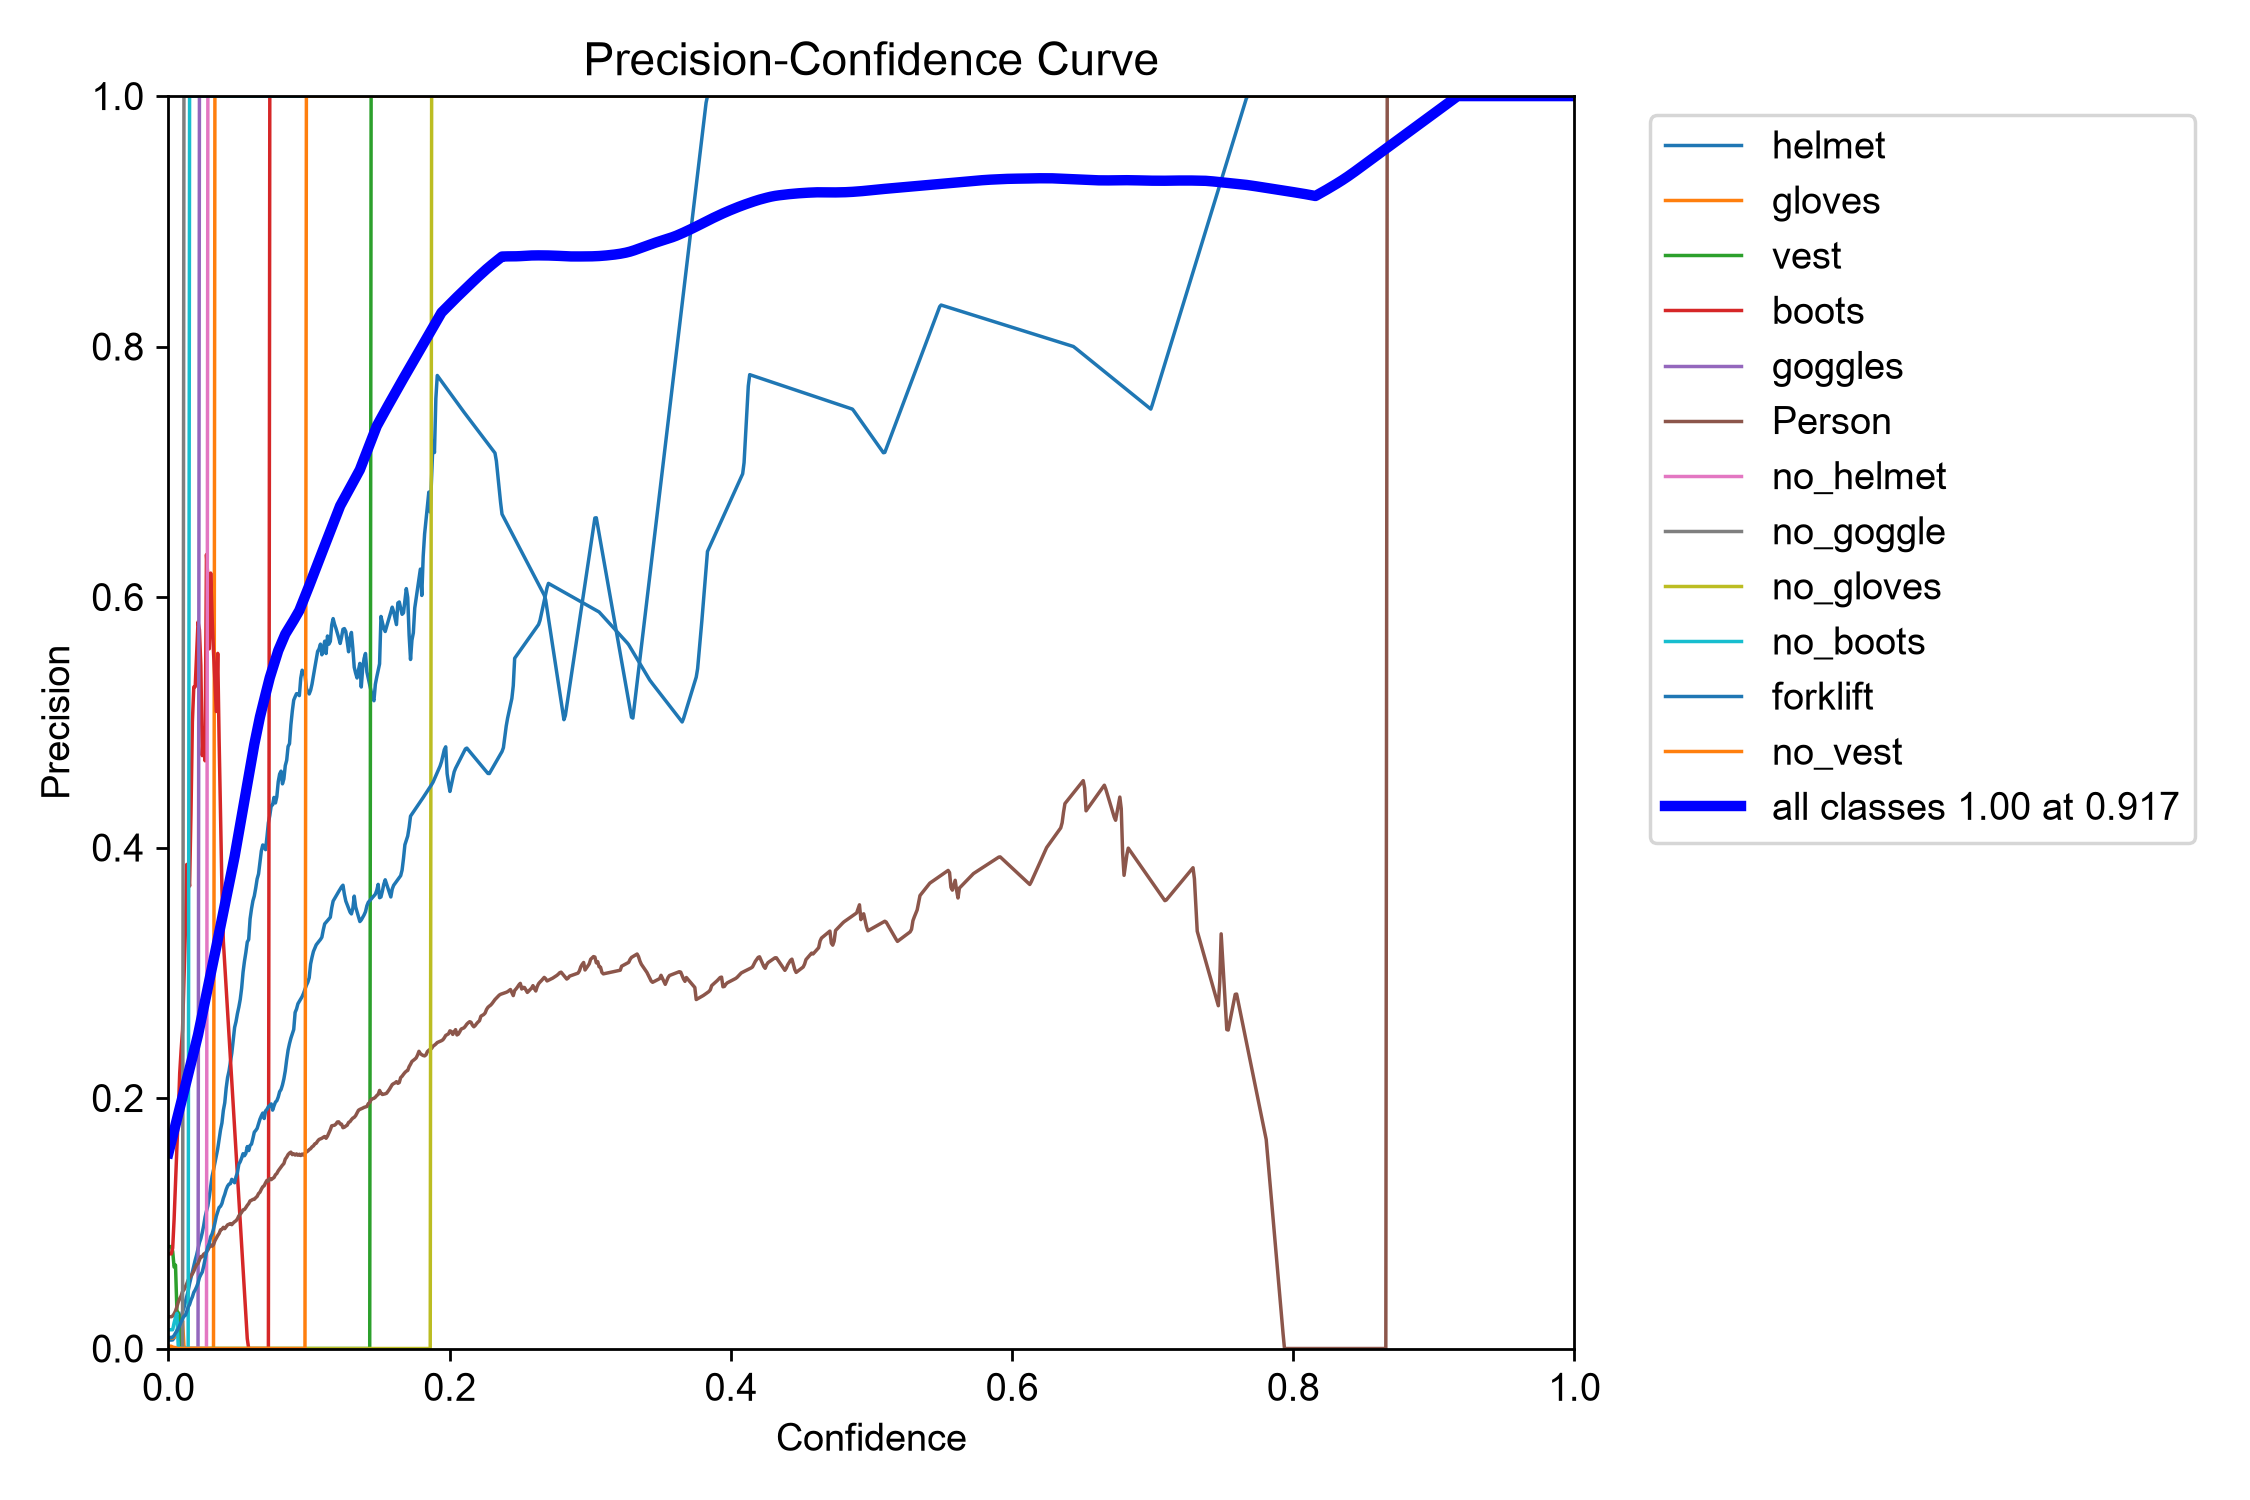 Precision-Confidence Curve
1.0
0.8
0.6
0.4
0.2
0.0
Precision
0.0 0.2 0.4 0.6 0.8 1.0
Confidence
helmet
gloves
vest
boots
goggles
Person
no_helmet
no_goggle
no_gloves
no_boots
forklift
no_vest
all classes 1.00 at 0.917